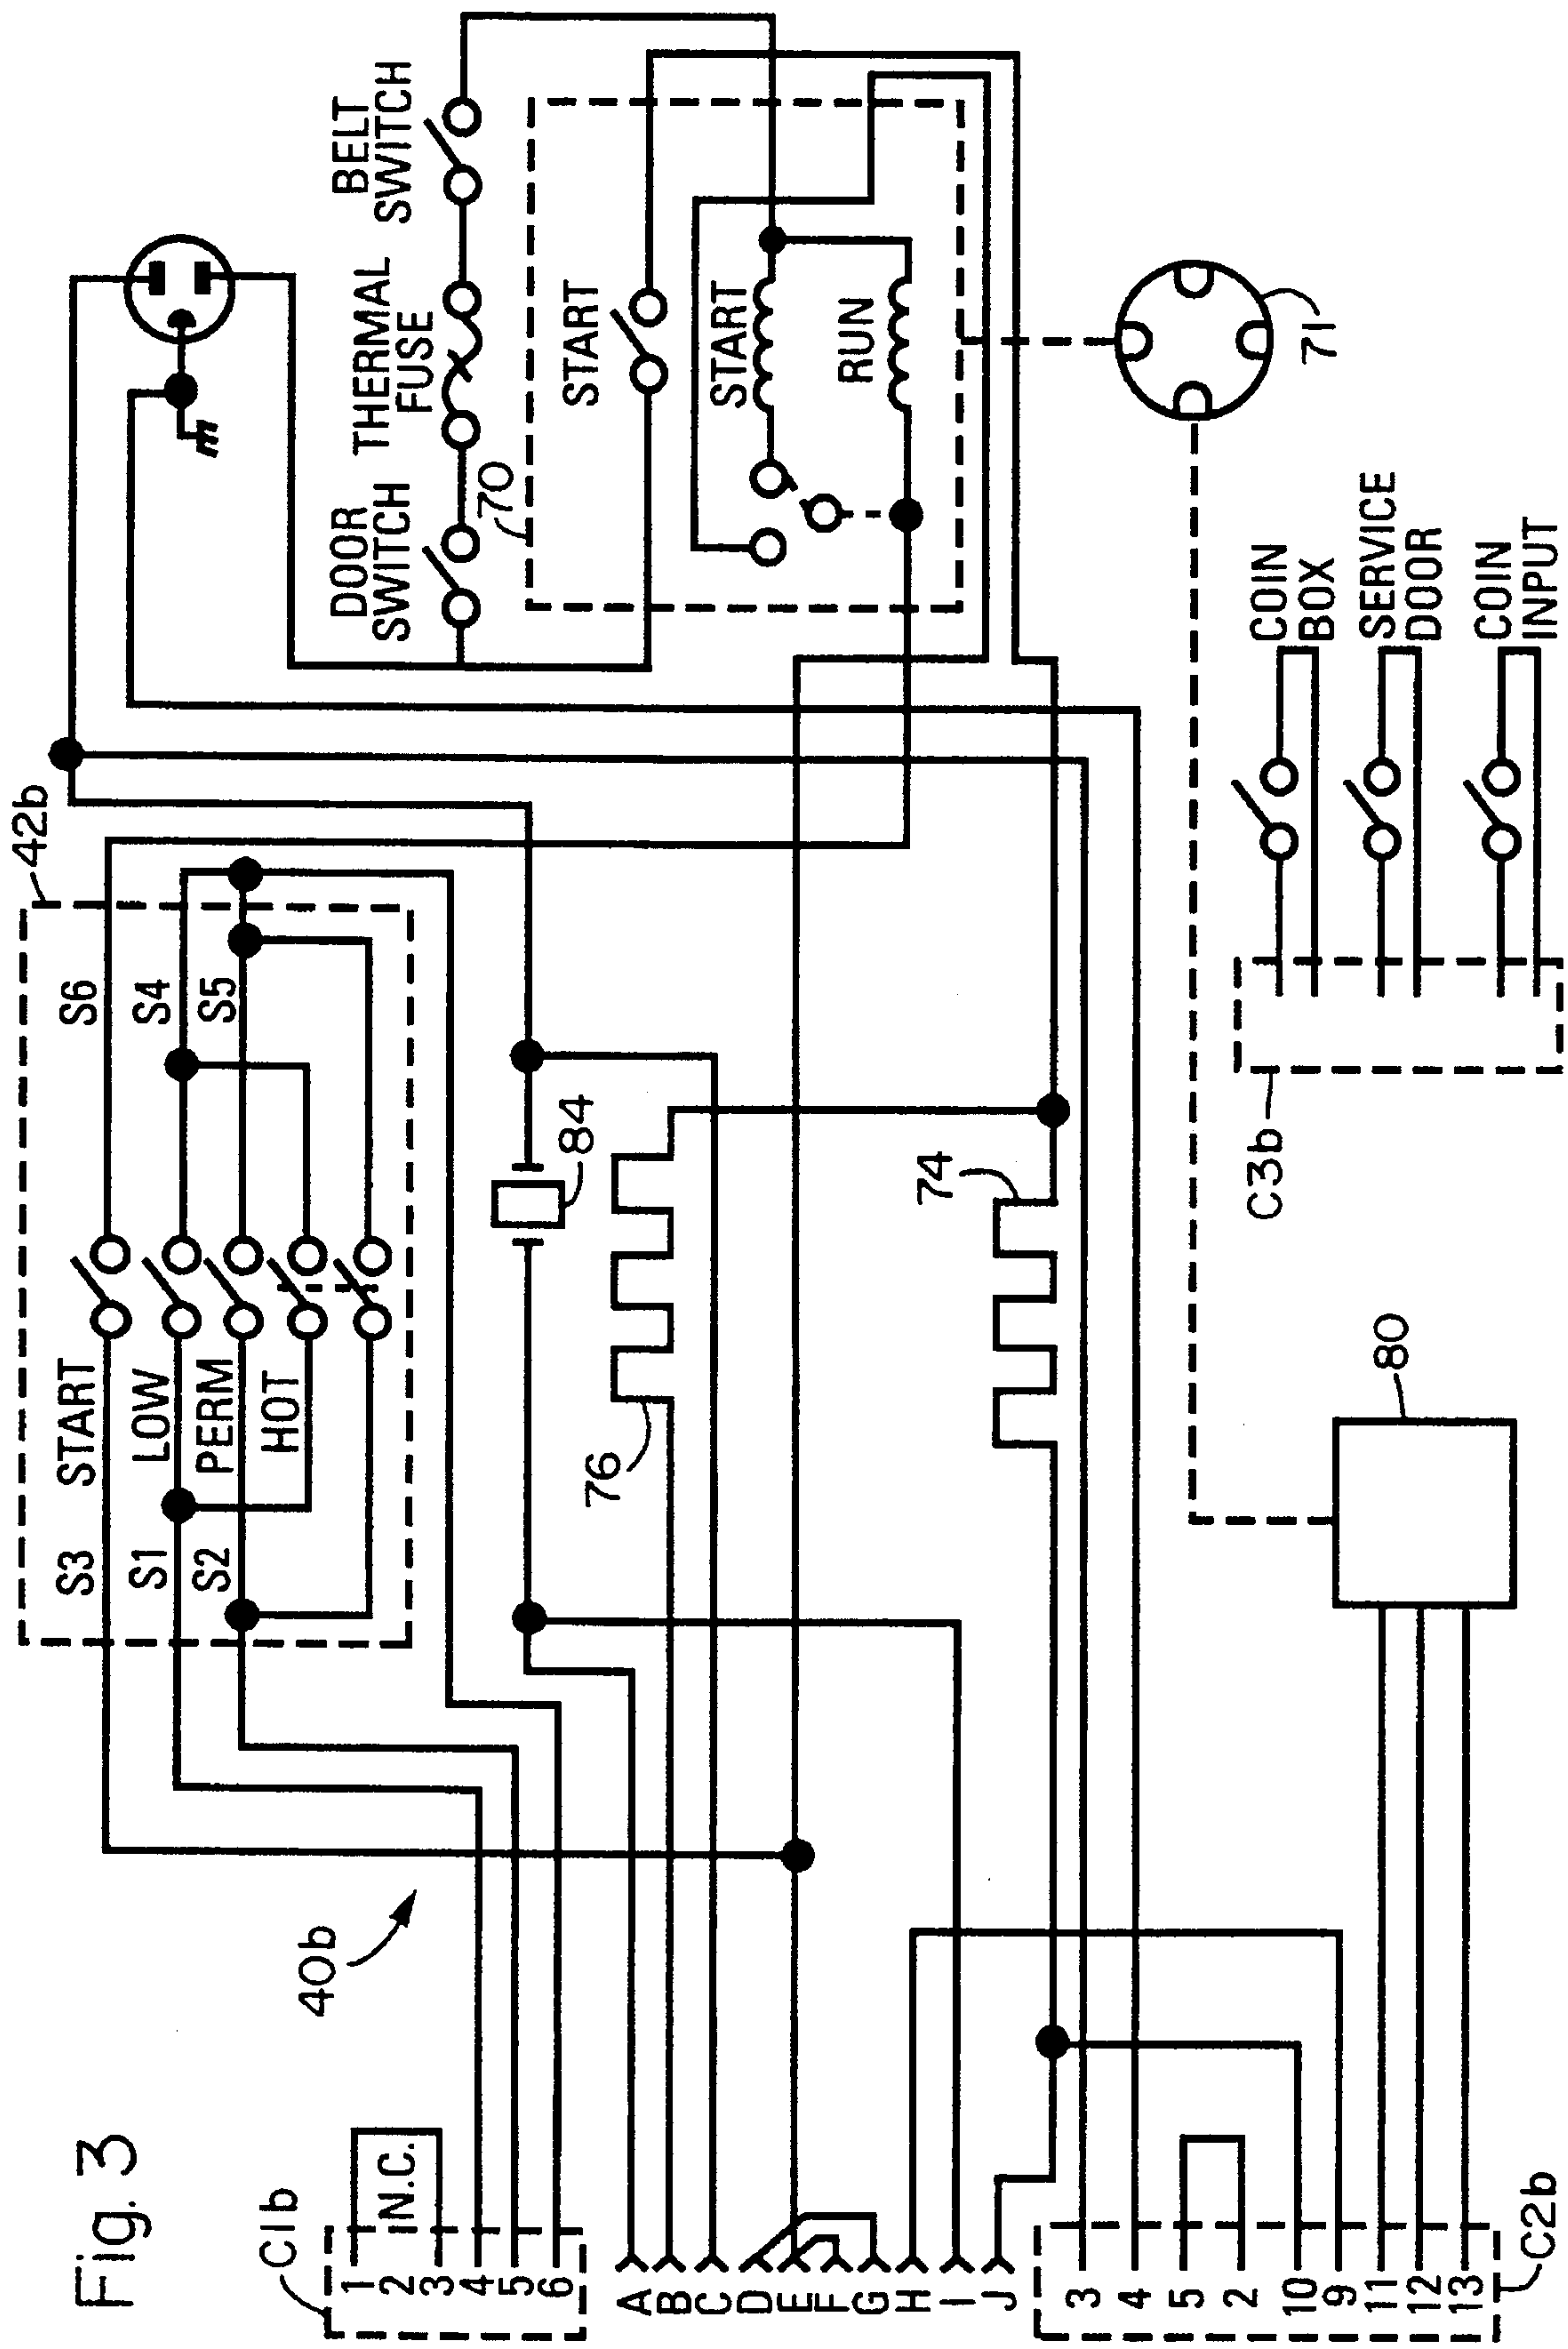 Fig. 3
42b
S3
START
S6
S1
LOW
S4
S2
PERM
S5
HOT
BELT
SWITCH
THERMAL
FUSE
DOOR
SWITCH
70
START
START
RUN
71
84
76
74
40b
C1b
1
2
N.C.
3
4
5
6
A
B
C
D
E
F
G
H
I
J
3
4
5
2
10
9
11
12
13
C2b
80
C3b
COIN
BOX
SERVICE
DOOR
COIN
INPUT